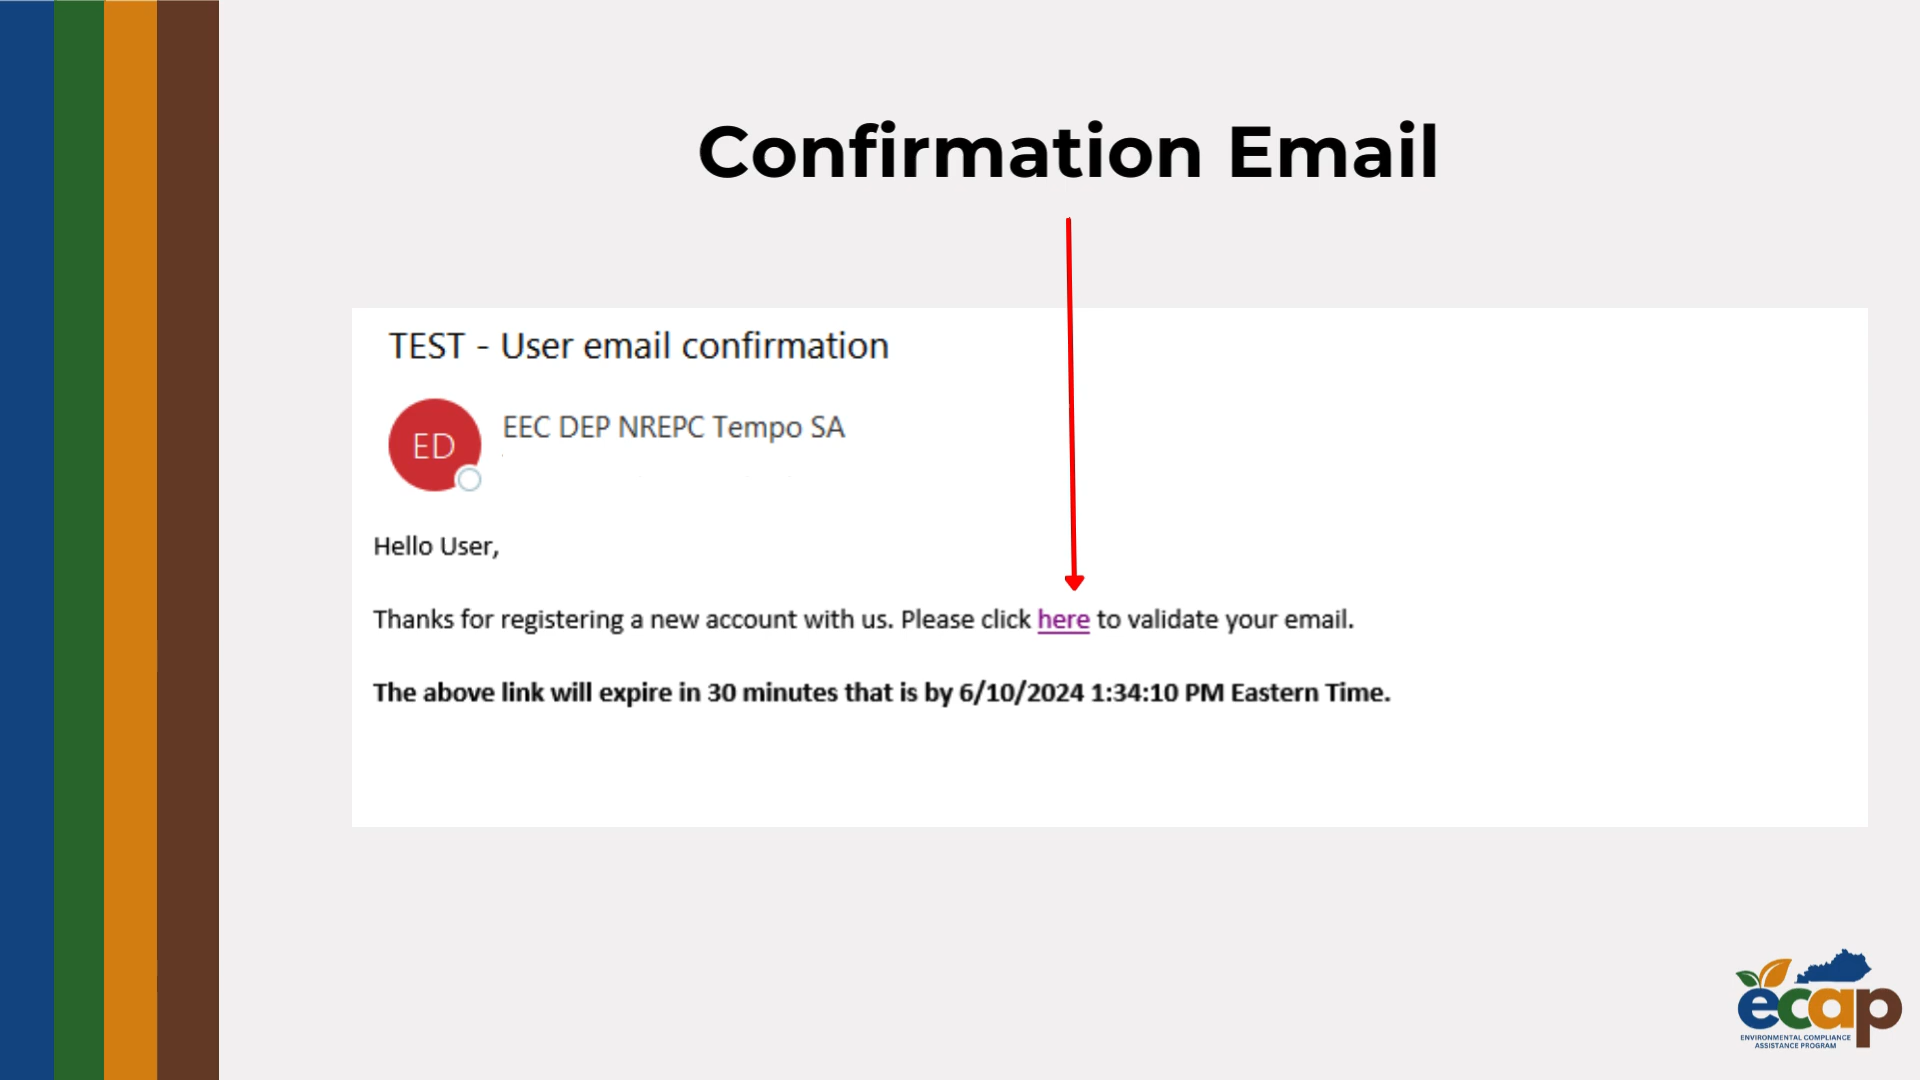 Confirmation Email
TEST - User email confirmation
ED
EEC DEP NREPC Tempo SA
Hello User,
Thanks for registering a new account with us. Please click here to validate your email.
The above link will expire in 30 minutes that is by 6/10/2024 1:34:10 PM Eastern Time.
ecap
ENVIRONMENTAL COMPLIANCE
ASSISTANCE PROGRAM